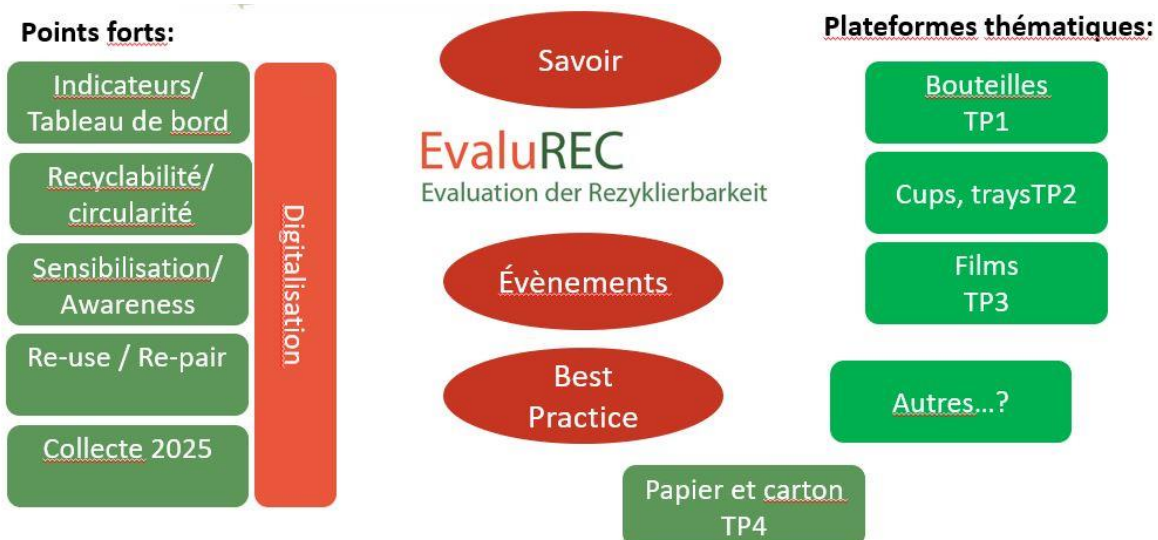 Points forts:
Indicateurs/
Tableau de bord
Recyclabilité/
circularité
Sensibilisation/
Awareness
Re-use / Re-pair
Collecte 2025
Digitalisation
Savoir
EvaluREC
Evaluation der Rezyklierbarkeit
Évènements
Best
Practice
Papier et carton
TP4
Plateformes thématiques:
Bouteilles
TP1
Cups, traysTP2
Films
TP3
Autres...?